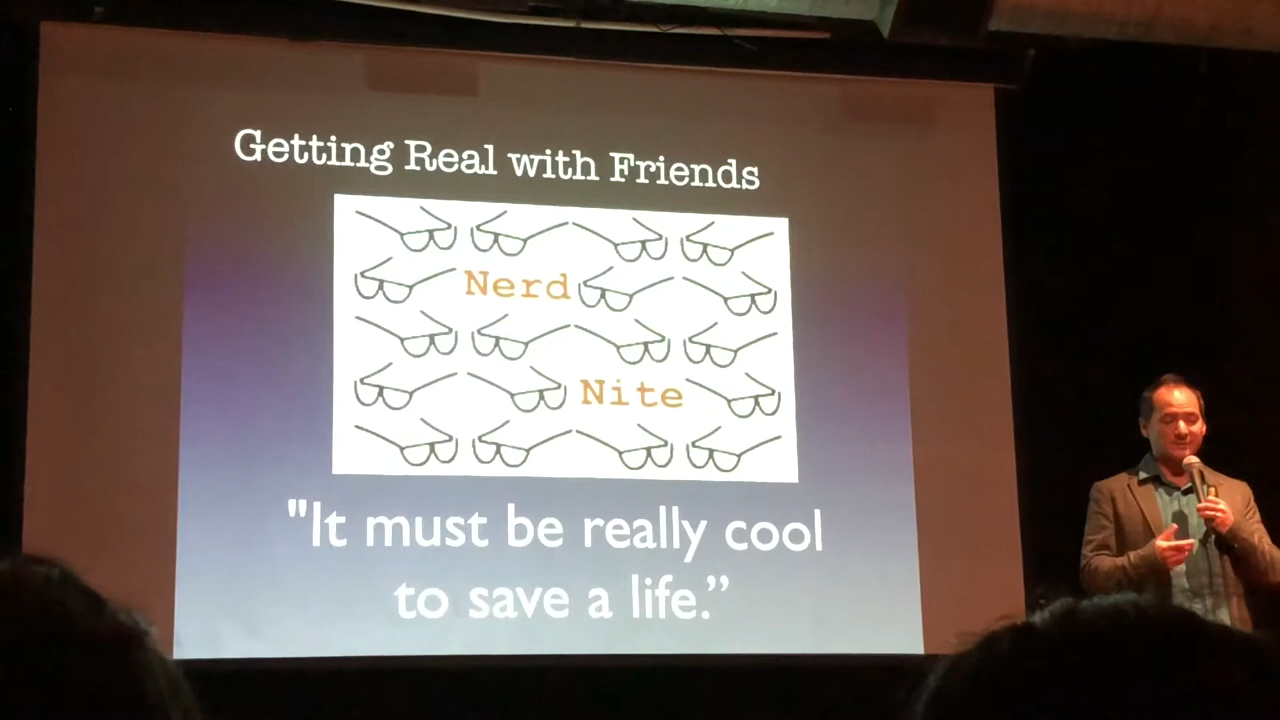 Getting Real with Friends
Nerd
Nite
"It must be really cool
to save a life.”